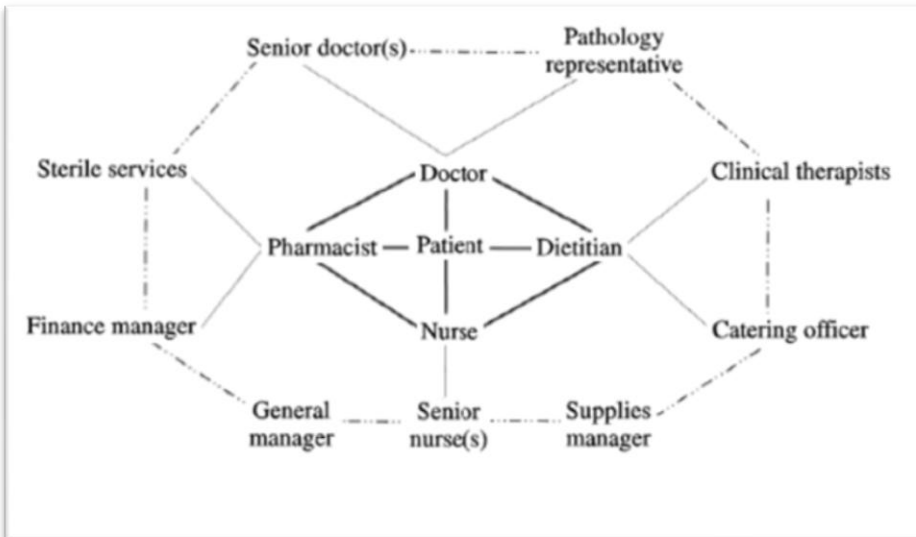 Senior doctor(s)
Pathology
representative
Sterile services
Doctor
Clinical therapists
Pharmacist
Patient
Dietitian
Finance manager
Nurse
Catering officer
General
manager
Senior
nurse(s)
Supplies
manager